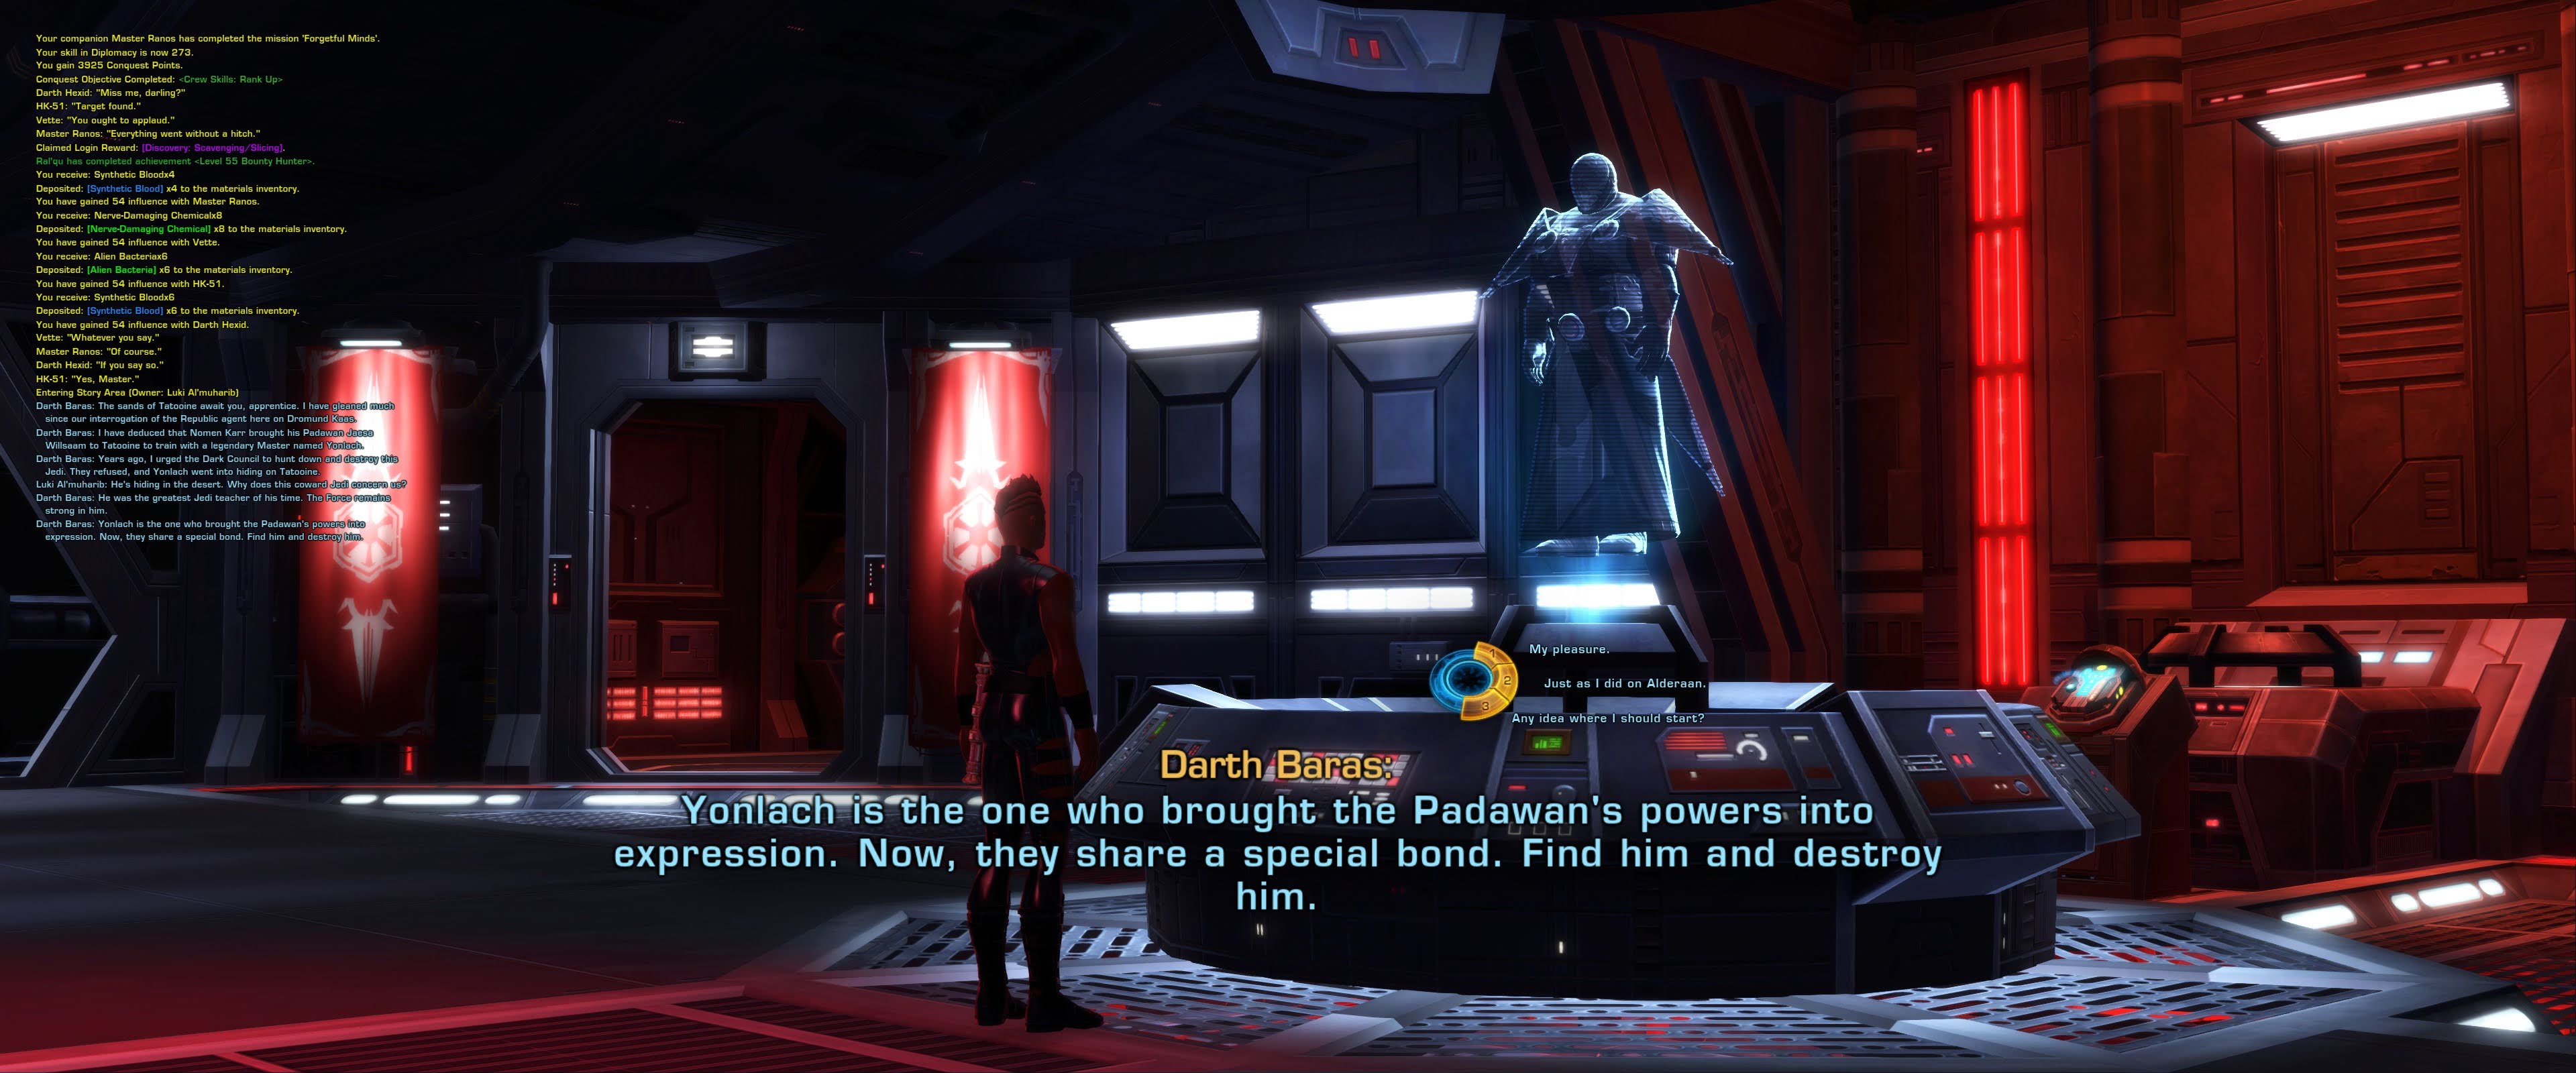 Your companion Master Ranos has completed the mission 'Forgetful Minds'.
Your skill in Diplomacy is now 273.
You gain 3925 Conquest Points.
Conquest Objective Completed: <Crew Skills: Rank Up>
Darth Hexid: "Miss me, darling?"
HK-51: "Target found."
Vette: "You ought to applaud."
Master Ranos: "Everything went without a hitch."
Claimed Login Reward: [Discovery: Scavenging/Slicing].
Ral'qu has completed achievement <Level 55 Bounty Hunter>.
You receive: Synthetic Bloodx4
Deposited: [Synthetic Blood] x4 to the materials inventory.
You have gained 54 influence with Master Ranos.
You receive: Nerve-Damaging Chemicalx8
Deposited: [Nerve-Damaging Chemical] x8 to the materials inventory.
You have gained 54 influence with Vette.
You receive: Alien Bacteriax6
Deposited: [Alien Bacteria] x6 to the materials inventory.
You have gained 54 influence with HK-51.
You receive: Synthetic Bloodx6
Deposited: [Synthetic Blood] x6 to the materials inventory.
You have gained 54 influence with Darth Hexid.
Vette: "Whatever you say."
Master Ranos: "Of course."
Darth Hexid: "If you say so."
HK-51: "Yes, Master."
Entering Story Area (Owner: Luki Al'muharib)
Darth Baras: The sands of Tatooine await you, apprentice. I have gleaned much
since our interrogation of the Republic agent here on Dromund Kaas.
Darth Baras: I have deduced that Nomen Karr brought his Padawan Jaesa
Willsaam to Tatooine to train with a legendary Master named Yonlach.
Darth Baras: Years ago, I urged the Dark Council to hunt down and destroy this
Jedi. They refused, and Yonlach went into hiding on Tatooine.
Luki Al'muharib: He's hiding in the desert. Why does this coward Jedi concern us?
Darth Baras: He was the greatest Jedi teacher of his time. The Force remains
strong in him.
Darth Baras: Yonlach is the one who brought the Padawan's powers into
expression. Now, they share a special bond. Find him and destroy him.
1 My pleasure.
2 Just as I did on Alderaan.
3 Any idea where I should start?
Darth Baras:
Yonlach is the one who brought the Padawan's powers into
expression. Now, they share a special bond. Find him and destroy
him.